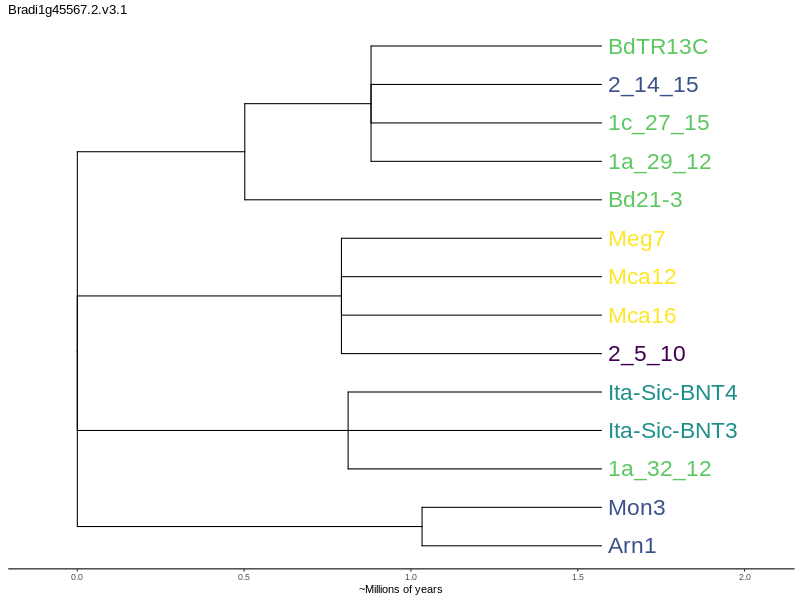 Bradi1g45567.2.v3.1
BdTR13C
2_14_15
1c_27_15
1a_29_12
Bd21-3
Meg7
Mca12
Mca16
2_5_10
Ita-Sic-BNT4
Ita-Sic-BNT3
1a_32_12
Mon3
Arn1
0.0 0.5 1.0 1.5 2.0
~Millions of years